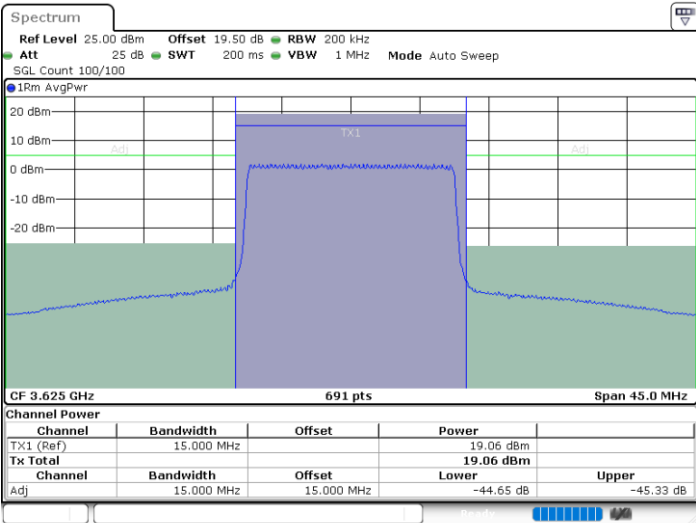 Spectrum
Ref Level 25.00 dBm Offset 19.50 dB RBW 200 kHz
Att 25 dB SWT 200 ms VBW 1 MHz Mode Auto Sweep
SGL Count 100/100
1Rm AvgPwr
20 dBm
TX1
10 dBm
Adj Adj
0 dBm
-10 dBm
-20 dBm
CF 3.625 GHz 691 pts Span 45.0 MHz
Channel Power
Channel Bandwidth Offset Power
TX1 (Ref) 15.000 MHz 19.06 dBm
Tx Total 19.06 dBm
Channel Bandwidth Offset Lower Upper
Adj 15.000 MHz 15.000 MHz -44.65 dB -45.33 dB
Ready